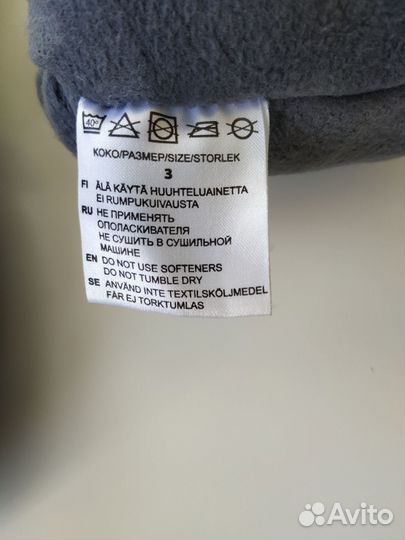 40°
KOKO/РАЗМЕР/SIZE/STORLEK
3
FI ÄLÄ KÄYTÄ HUUHTELUAINETTA
EI RUMPUKUIVAUSTA
RU НЕ ПРИМЕНЯТЬ
ОПОЛАСКИВАТЕЛЯ
НЕ СУШИТЬ В СУШИЛЬНОЙ
МАШИНЕ
EN DO NOT USE SOFTENERS
DO NOT TUMBLE DRY
SE ANVÄND INTE TEXTILSKÖLJMEDEL
FÅR EJ TORKTUMLAS
Avito